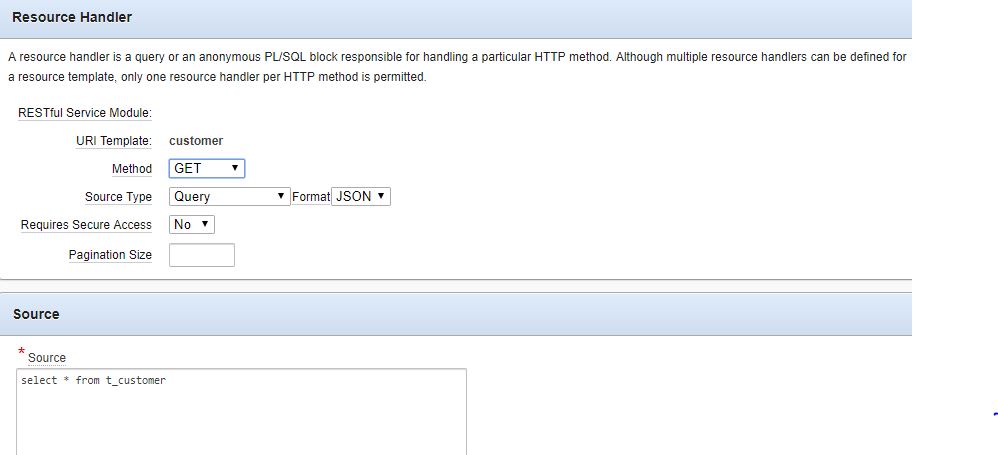 Resource Handler
A resource handler is a query or an anonymous PL/SQL block responsible for handling a particular HTTP method. Although multiple resource handlers can be defined for
a resource template, only one resource handler per HTTP method is permitted.
RESTful Service Module:
URI Template: customer
Method GET
Source Type Query Format JSON
Requires Secure Access No
Pagination Size
Source
* Source
select * from t_customer